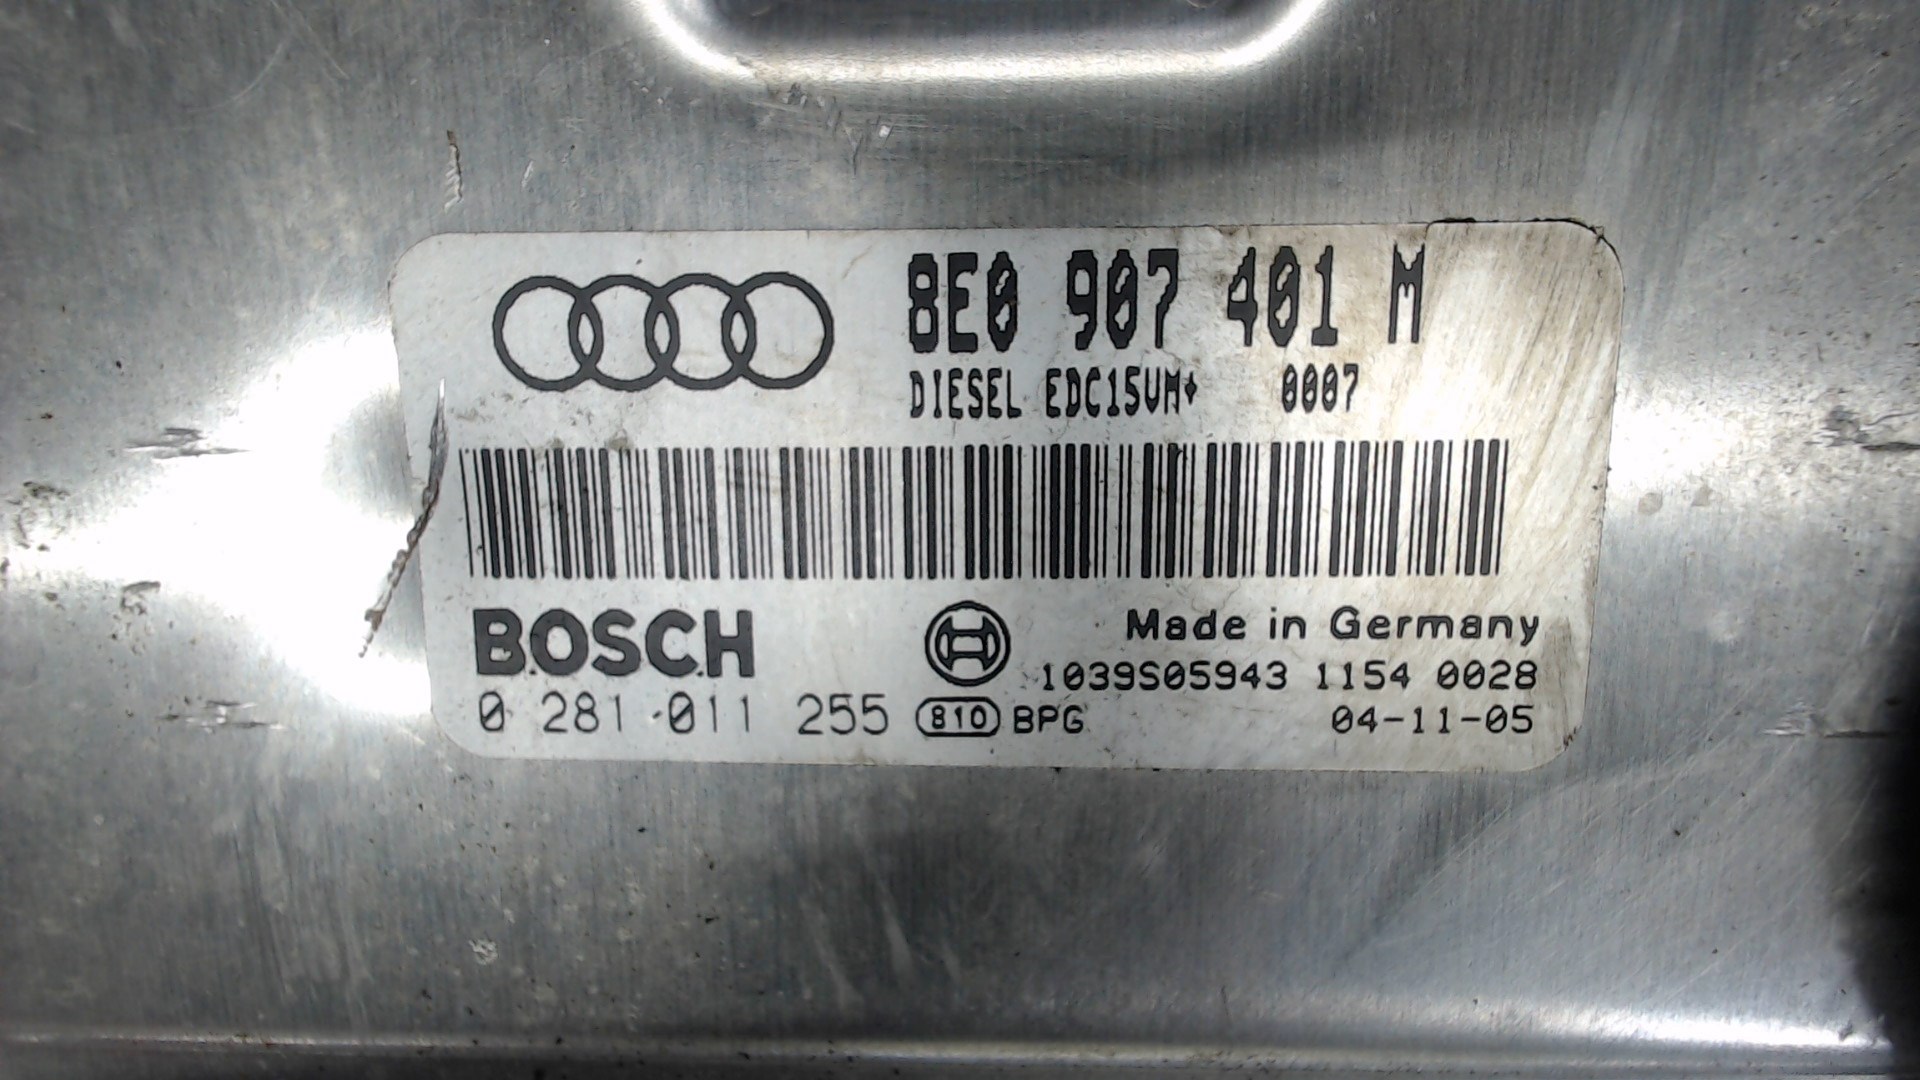 8E0 907 401 M
DIESEL EDC15VM+ 0007
BOSCH
Made in Germany
1039S05943 1154 0028
0 281 011 255 810 BPG 04-11-05